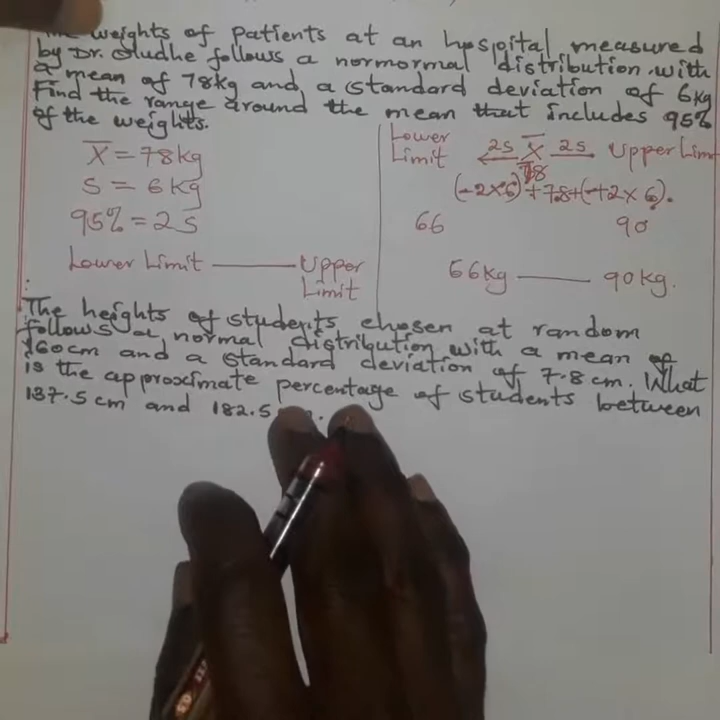 weights of patients at an hospital measured
by Dr. Oludhe follows a normormal distribution with
a mean of 78kg and a standard deviation of 6kg
Find the range around the mean that includes 95%
of the weights.
X̄ = 78kg
S = 6kg
95% = 2S
Lower Limit Upper
Limit
Lower
Limit 2S X̄ 2S Upper Limit
78
(-2×6)+78+(+2×6).
66 90
66kg 90kg.
The heights of students chosen at random
follows a normal distribution with a mean of
160cm and a standard deviation of 7.8cm. What
is the approximate percentage of students between
137.5cm and 182.5